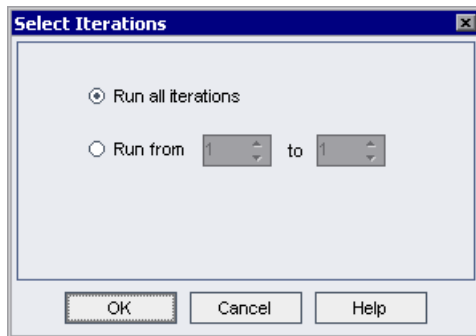 Select Iterations
Run all iterations
Run from 1 to 1
OK Cancel Help